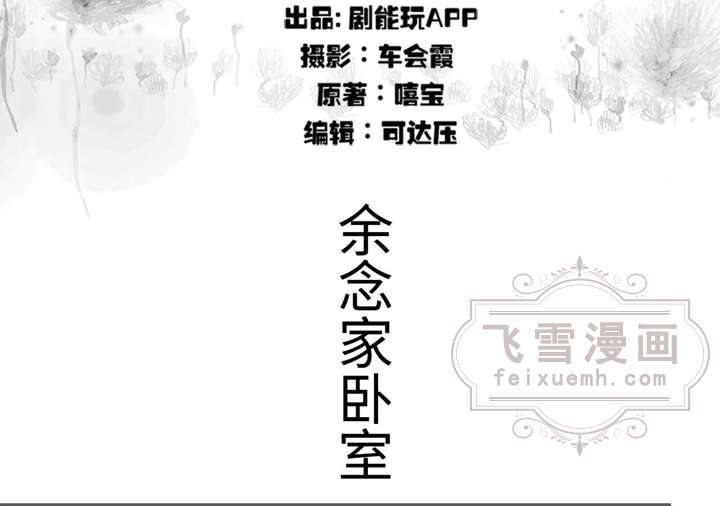 出品: 剧能玩APP
摄影：车会霞
原著：嘻宝
编辑：可达压
余念家卧室
飞雪漫画
feixuemh.com